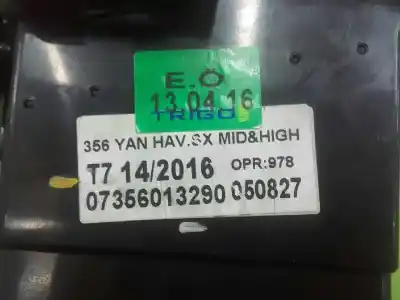 E.O
13.04.16
TRIGO
356 YAN HAV.SX MID&HIGH
T7 14/2016 OPR:978
07356013290 050827